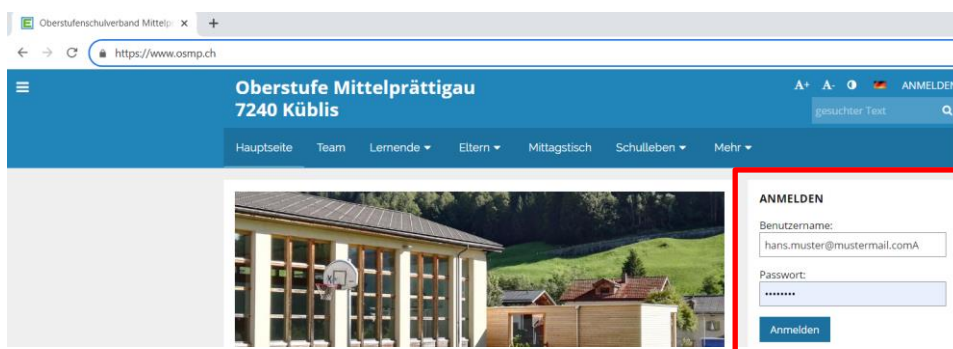 Oberstufenschulverband Mittelpr
https://www.osmp.ch
Oberstufe Mittelprättigau
7240 Küblis
A+ A- ANMELDEN
gesuchter Text
Hauptseite Team Lernende Eltern Mittagstisch Schulleben Mehr
ANMELDEN
Benutzername:
hans.muster@mustermail.comA
Passwort:
••••••••
Anmelden